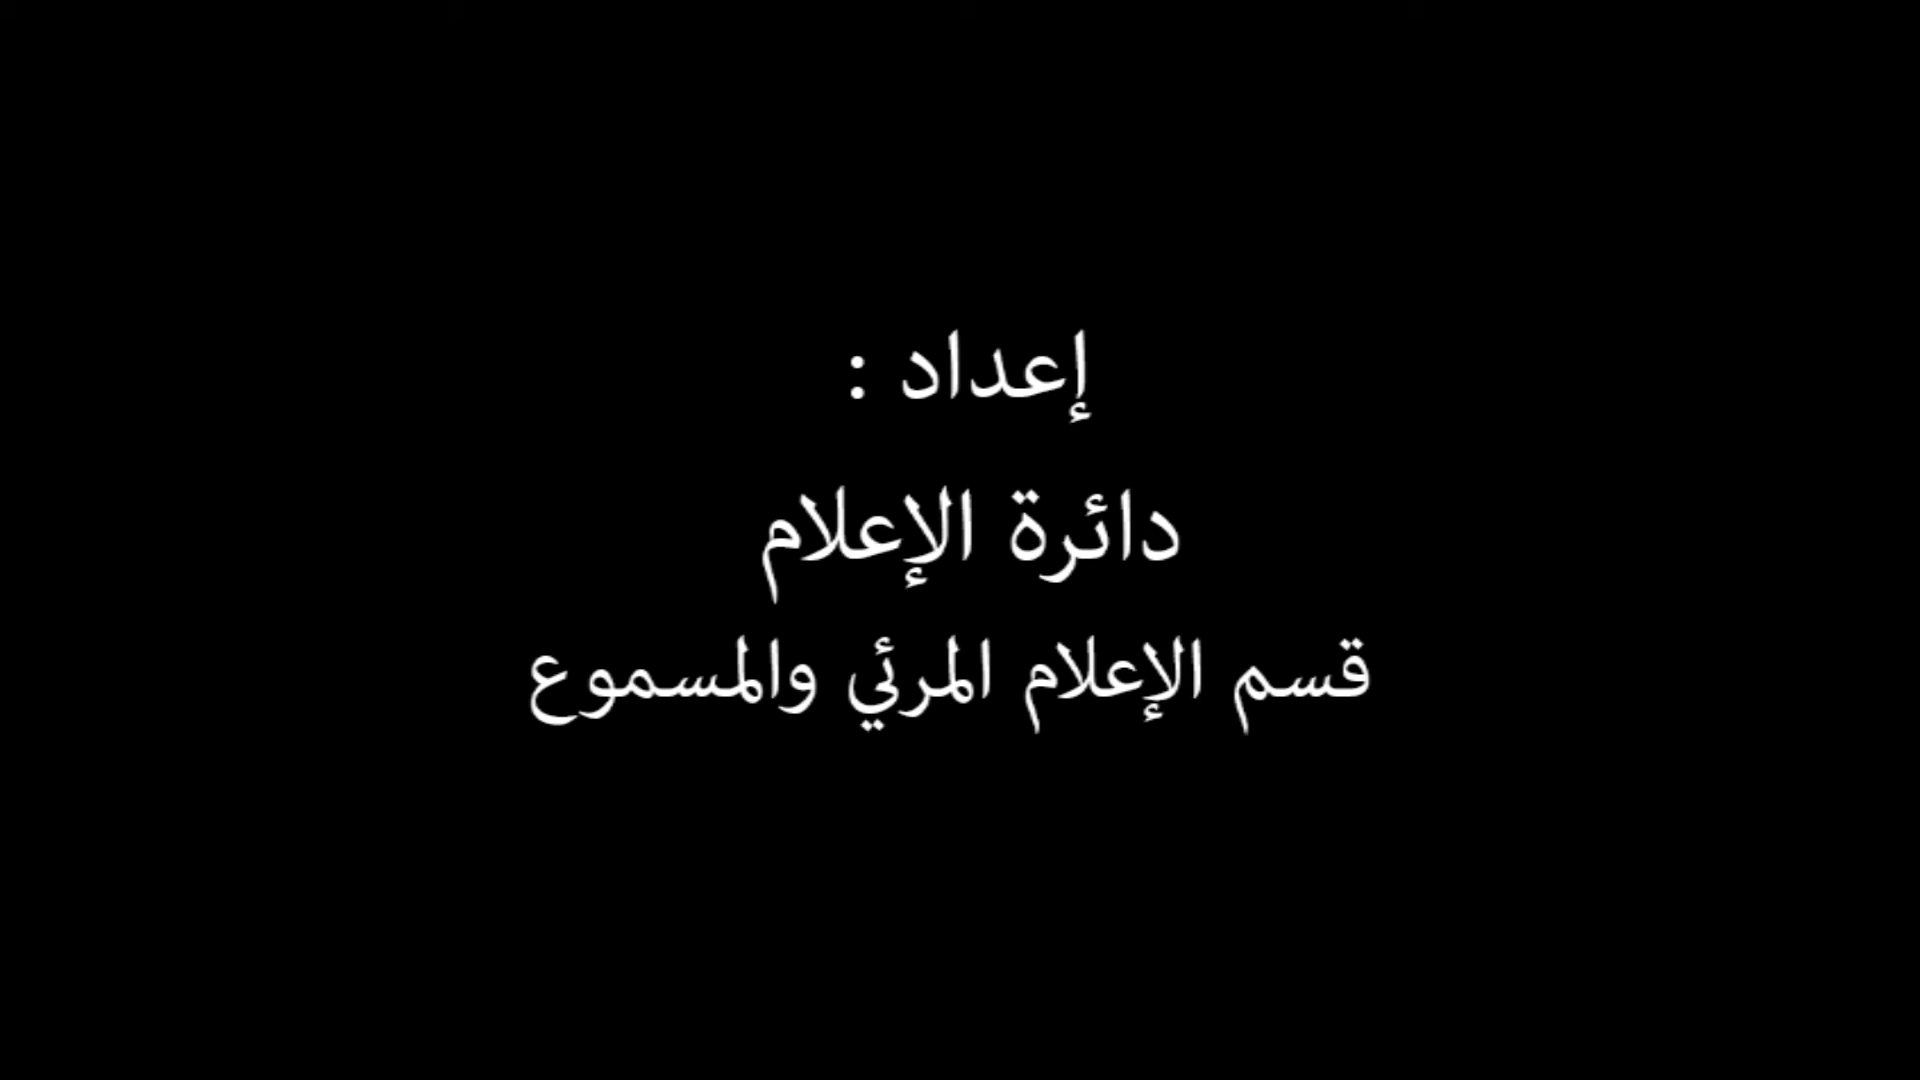 إعداد :
دائرة الإعلام
قسم الإعلام المرئي والمسموع